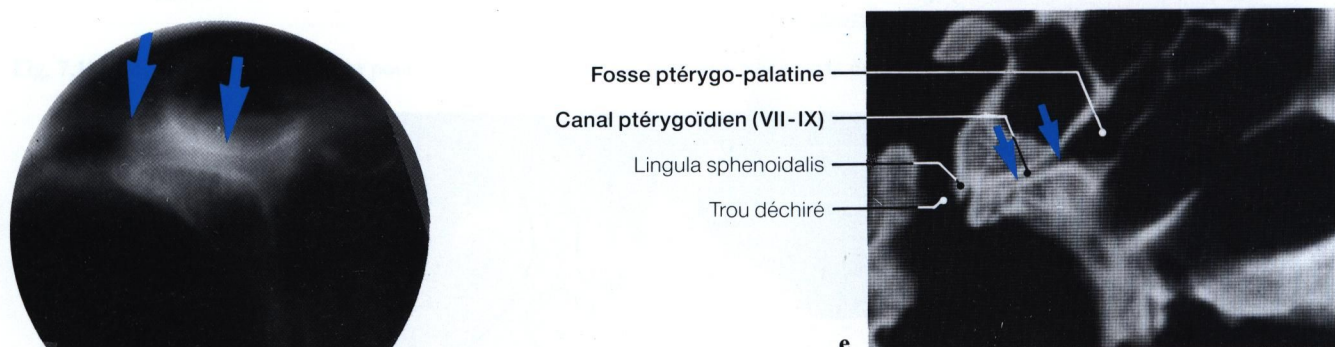 Fosse ptérygo-palatine
Canal ptérygoïdien (VII-IX)
Lingula sphenoidalis
Trou déchiré
e